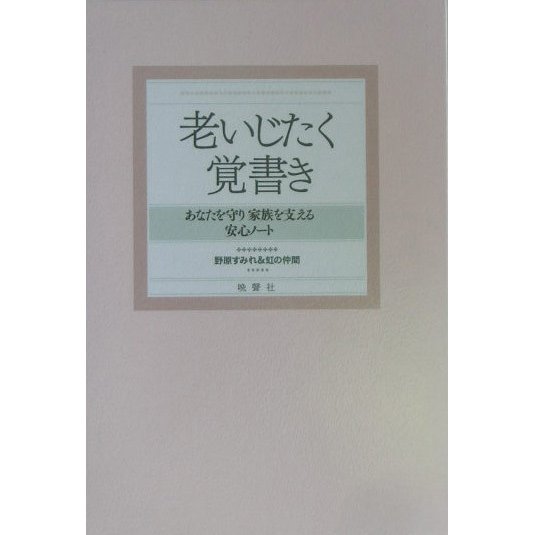 老いじたく
覚書き
あなたを守り家族を支える
安心ノート
野原すみれ&虹の仲間
晩聲社